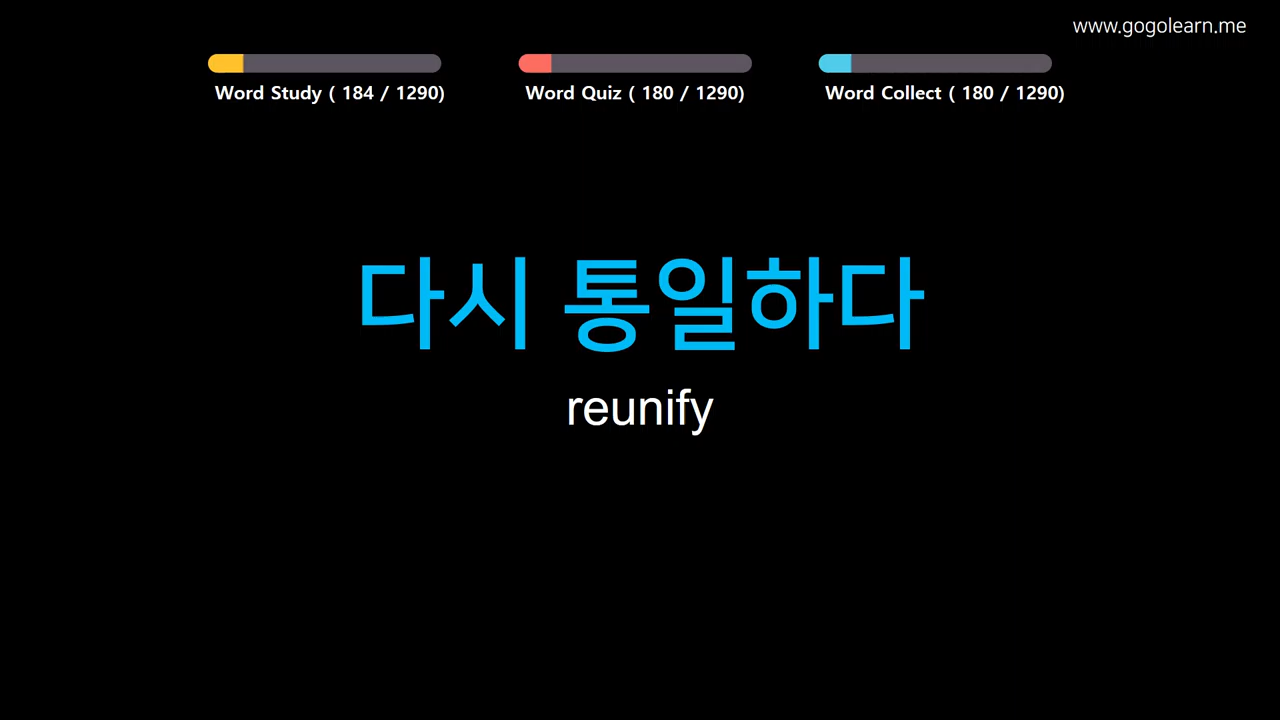 www.gogolearn.me
Word Study ( 184 / 1290)
Word Quiz ( 180 / 1290)
Word Collect ( 180 / 1290)
다시 통일하다
reunify